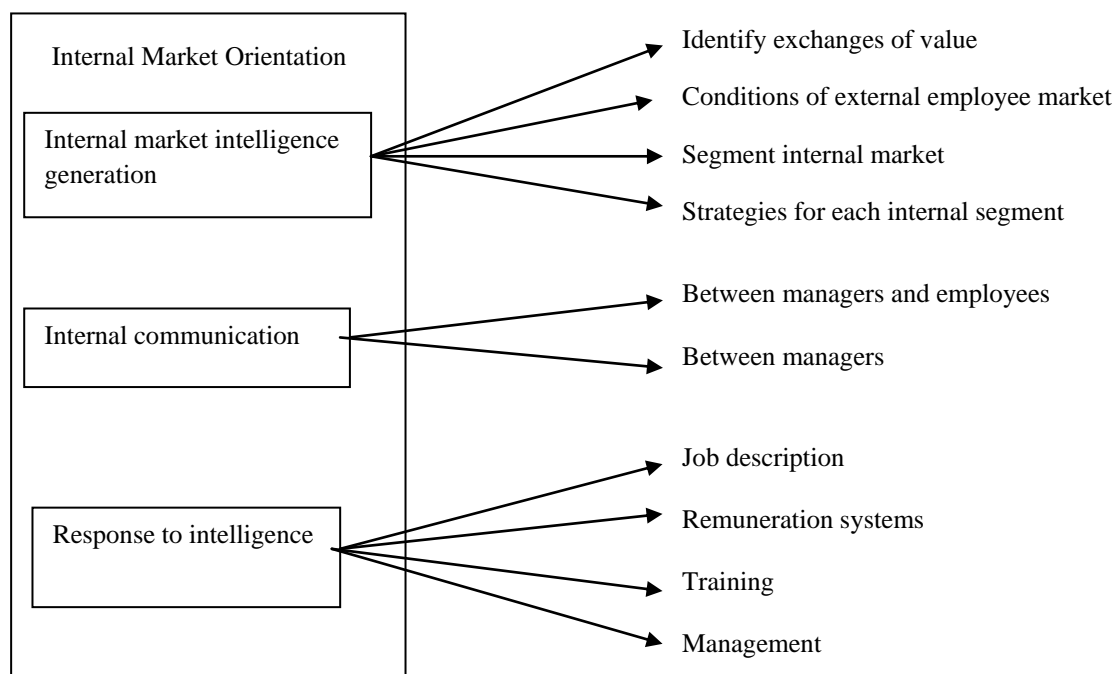 Internal Market Orientation
Internal market intelligence
generation
Identify exchanges of value
Conditions of external employee market
Segment internal market
Strategies for each internal segment
Internal communication
Between managers and employees
Between managers
Response to intelligence
Job description
Remuneration systems
Training
Management